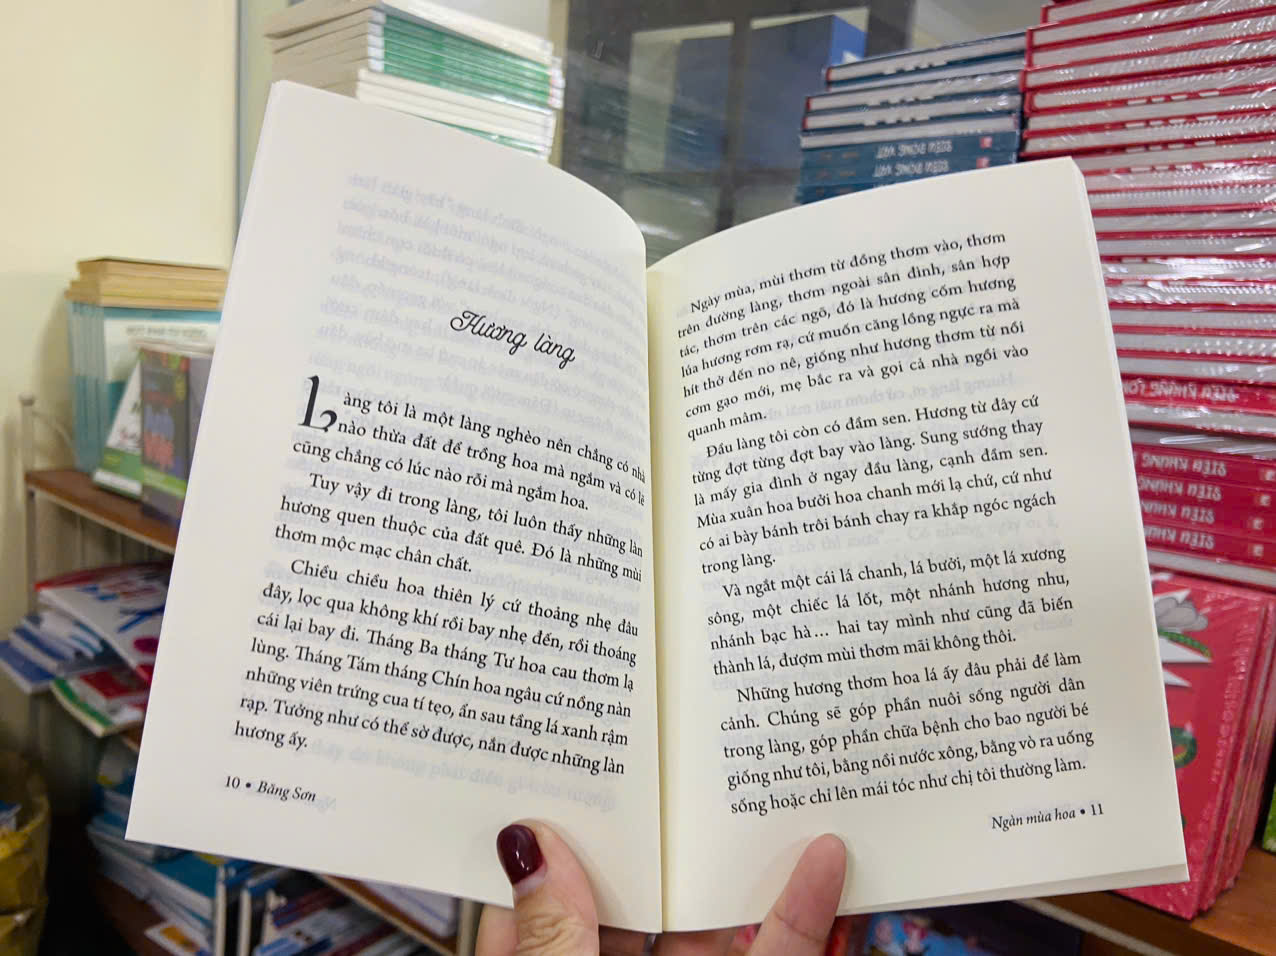 Hương làng
Làng tôi là một làng nghèo nên chẳng có nhà
nào thừa đất để trồng hoa mà ngắm và có lẽ
cũng chẳng có lúc nào rỗi mà ngắm hoa.
Tuy vậy đi trong làng, tôi luôn thấy những làn
hương quen thuộc của đất quê. Đó là những mùi
thơm mộc mạc chân chất.
Chiều chiều hoa thiên lý cứ thoảng nhẹ đâu
đây, lọc qua không khí rồi bay nhẹ đến, rồi thoáng
cái lại bay đi. Tháng Ba tháng Tư hoa cau thơm lạ
lùng. Tháng Tám tháng Chín hoa ngâu cứ nồng nàn
những viên trứng cua tí tẹo, ẩn sau tầng lá xanh rậm
rạp. Tưởng như có thể sờ được, nắn được những làn
hương ấy.
10 • Băng Sơn
Ngày mùa, mùi thơm từ đồng thơm vào, thơm
trên đường làng, thơm ngoài sân đình, sân hợp
tác, thơm trên các ngõ, đó là hương cốm hương
lúa hương rơm rạ, cứ muốn căng lồng ngực ra mà
hít thở đến no nê, giống như hương thơm từ nồi
cơm gạo mới, mẹ bắc ra và gọi cả nhà ngồi vào
quanh mâm.
Đầu làng tôi còn có đầm sen. Hương từ đây cứ
từng đợt từng đợt bay vào làng. Sung sướng thay
là mấy gia đình ở ngay đầu làng, cạnh đầm sen.
Mùa xuân hoa bưởi hoa chanh mới lạ chứ, cứ như
có ai bày bánh trôi bánh chay ra khắp ngóc ngách
trong làng.
Và ngắt một cái lá chanh, lá bưởi, một lá xương
sông, một chiếc lá lốt, một nhánh hương nhu,
nhánh bạc hà... hai tay mình như cũng đã biến
thành lá, đượm mùi thơm mãi không thôi.
Những hương thơm hoa lá ấy đâu phải để làm
cảnh. Chúng sẽ góp phần nuôi sống người dân
trong làng, góp phần chữa bệnh cho bao người bé
giống như tôi, bằng nồi nước xông, bằng vò ra uống
sống hoặc chỉ lên mái tóc như chị tôi thường làm.
Ngàn mùa hoa • 11